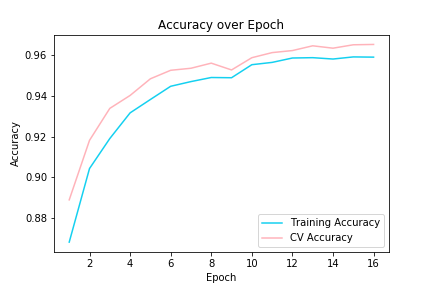 Accuracy over Epoch
Accuracy
0.96
0.94
0.92
0.90
0.88
2 4 6 8 10 12 14 16
Epoch
Training Accuracy
CV Accuracy